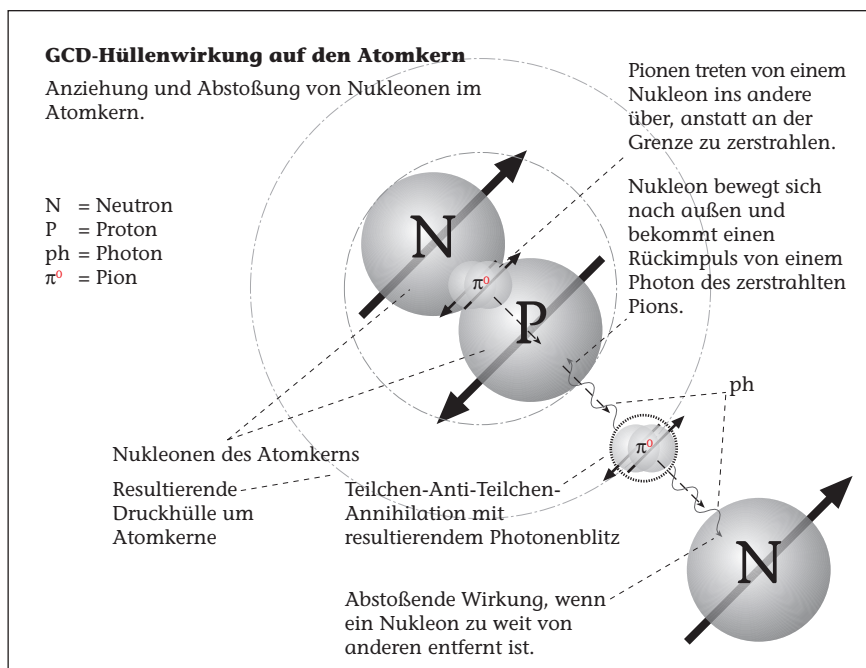 GCD-Hüllenwirkung auf den Atomkern
Anziehung und Abstoßung von Nukleonen im
Atomkern.
N = Neutron
P = Proton
ph = Photon
π⁰ = Pion
Pionen treten von einem
Nukleon ins andere
über, anstatt an der
Grenze zu zerstrahlen.
Nukleon bewegt sich
nach außen und
bekommt einen
Rückimpuls von einem
Photon des zerstrahlten
Pions.
N
π⁰
P
ph
π⁰
N
Nukleonen des Atomkerns
Resultierende
Druckhülle um
Atomkerne
Teilchen-Anti-Teilchen-
Annihilation mit
resultierendem Photonenblitz
Abstoßende Wirkung, wenn
ein Nukleon zu weit von
anderen entfernt ist.